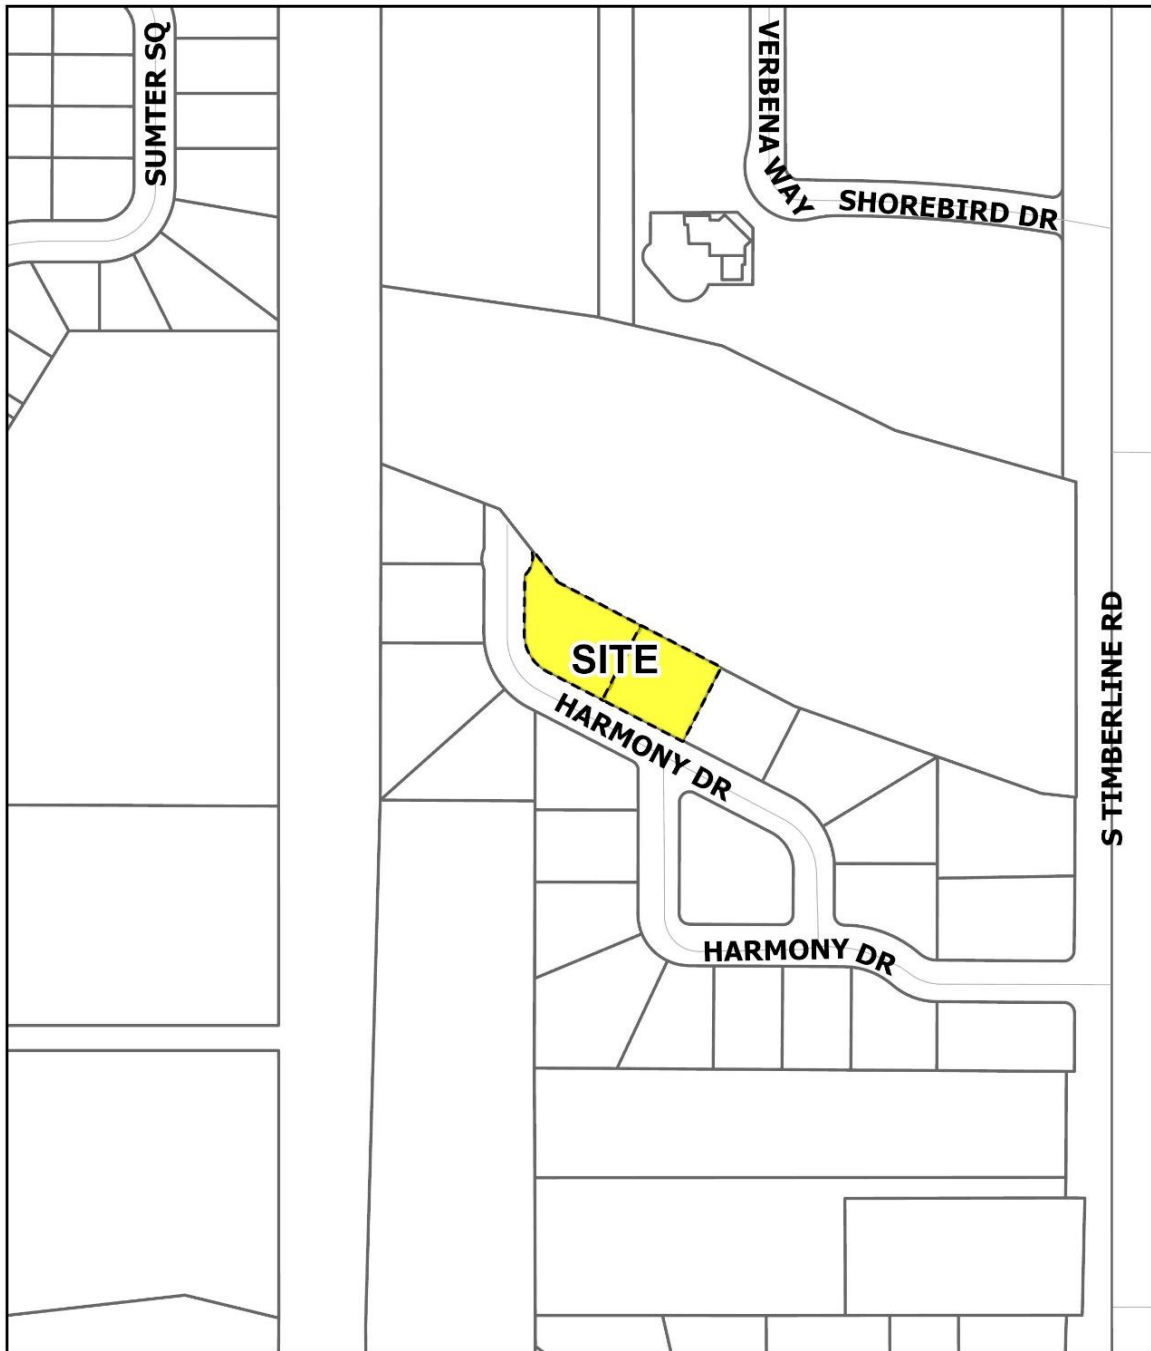 SUMTER SQ
VERBENA WAY
SHOREBIRD DR
SITE
HARMONY DR
S TIMBERLINE RD
HARMONY DR